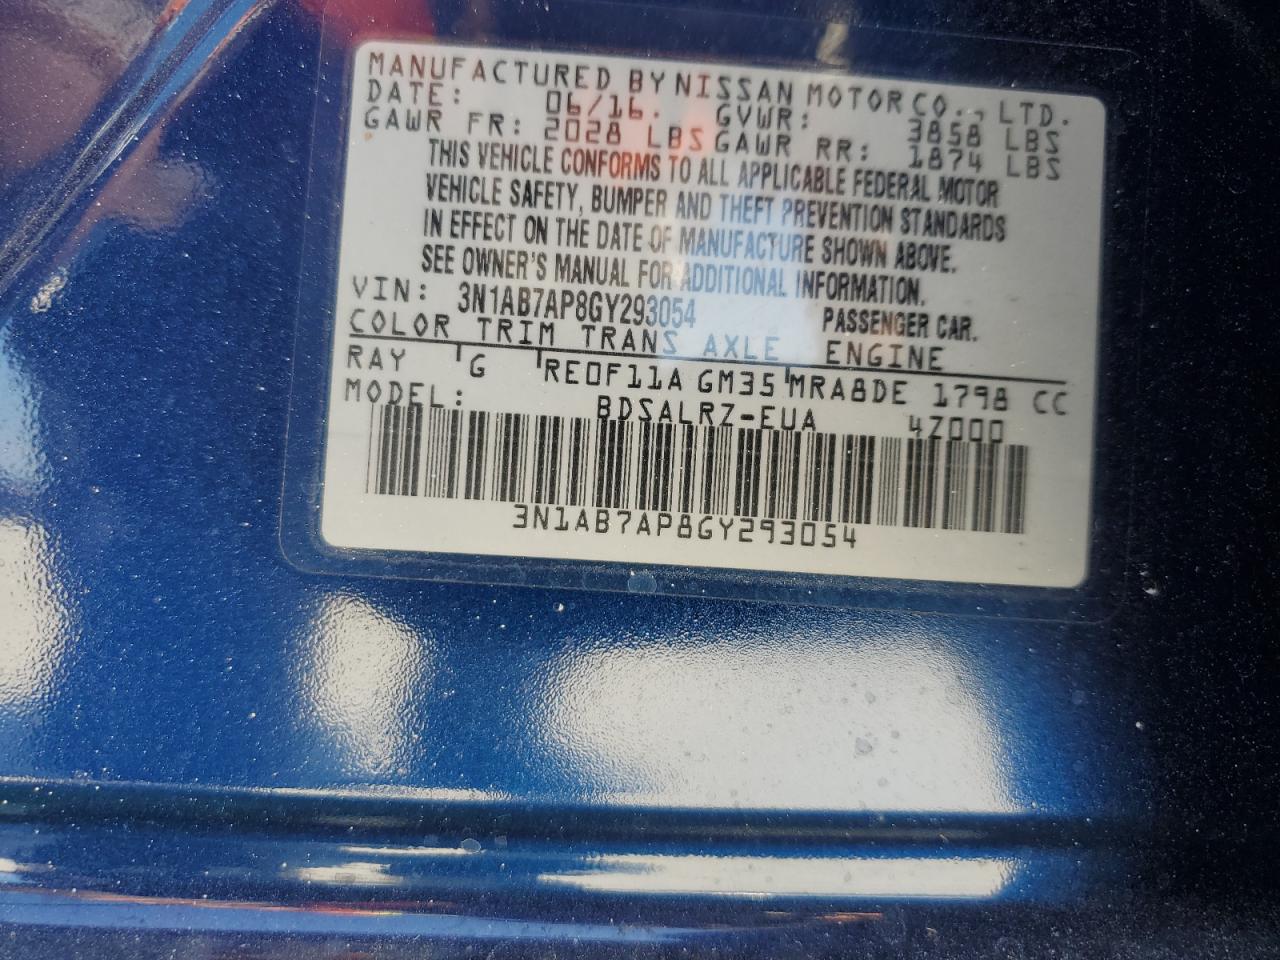 MANUFACTURED BY NISSAN MOTOR CO., LTD.
DATE: 06/16. GVWR: 3858 LBS
GAWR FR: 2028 LBS GAWR RR: 1874 LBS
THIS VEHICLE CONFORMS TO ALL APPLICABLE FEDERAL MOTOR
VEHICLE SAFETY, BUMPER AND THEFT PREVENTION STANDARDS
IN EFFECT ON THE DATE OF MANUFACTURE SHOWN ABOVE.
SEE OWNER'S MANUAL FOR ADDITIONAL INFORMATION.
VIN: 3N1AB7AP8GY293054 PASSENGER CAR.
COLOR TRIM TRANS AXLE ENGINE
RAY G RE0F11A GM35 MRA8DE 1798 CC
MODEL: BDSALRZ-EUA 4Z000
3N1AB7AP8GY293054